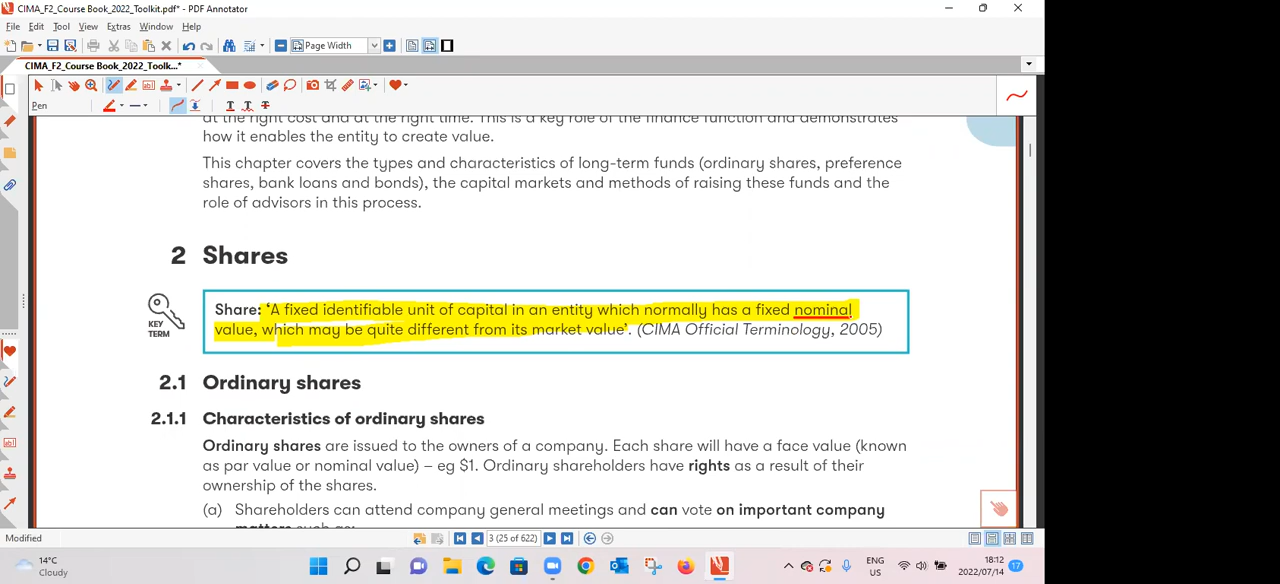 CIMA_F2_Course Book_2022_Toolkit.pdf* - PDF Annotator
File Edit Tool View Extras Window Help
Page Width
CIMA_F2_Course Book_2022_Toolk...*
Pen
at the right cost and at the right time. This is a key role of the finance function and demonstrates
how it enables the entity to create value.
This chapter covers the types and characteristics of long-term funds (ordinary shares, preference
shares, bank loans and bonds), the capital markets and methods of raising these funds and the
role of advisors in this process.
2 Shares
KEY
TERM
Share: 'A fixed identifiable unit of capital in an entity which normally has a fixed nominal
value, which may be quite different from its market value'. (CIMA Official Terminology, 2005)
2.1 Ordinary shares
2.1.1 Characteristics of ordinary shares
Ordinary shares are issued to the owners of a company. Each share will have a face value (known
as par value or nominal value) – eg $1. Ordinary shareholders have rights as a result of their
ownership of the shares.
(a) Shareholders can attend company general meetings and can vote on important company
matters such as:
Modified
3 (25 of 622)
14°C
Cloudy
ENG
US
18:12
2022/07/14
17